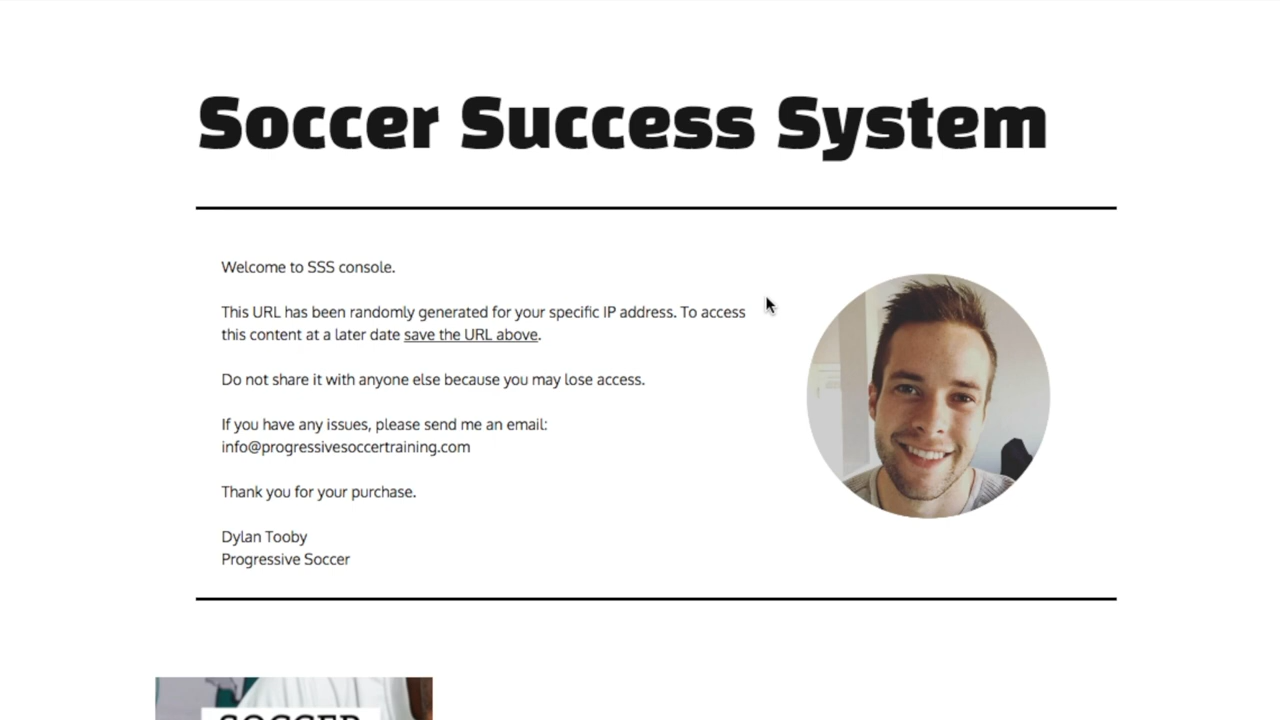 Soccer Success System
Welcome to SSS console.
This URL has been randomly generated for your specific IP address. To access
this content at a later date save the URL above.
Do not share it with anyone else because you may lose access.
If you have any issues, please send me an email:
info@progressivesoccertraining.com
Thank you for your purchase.
Dylan Tooby
Progressive Soccer
SOCCER